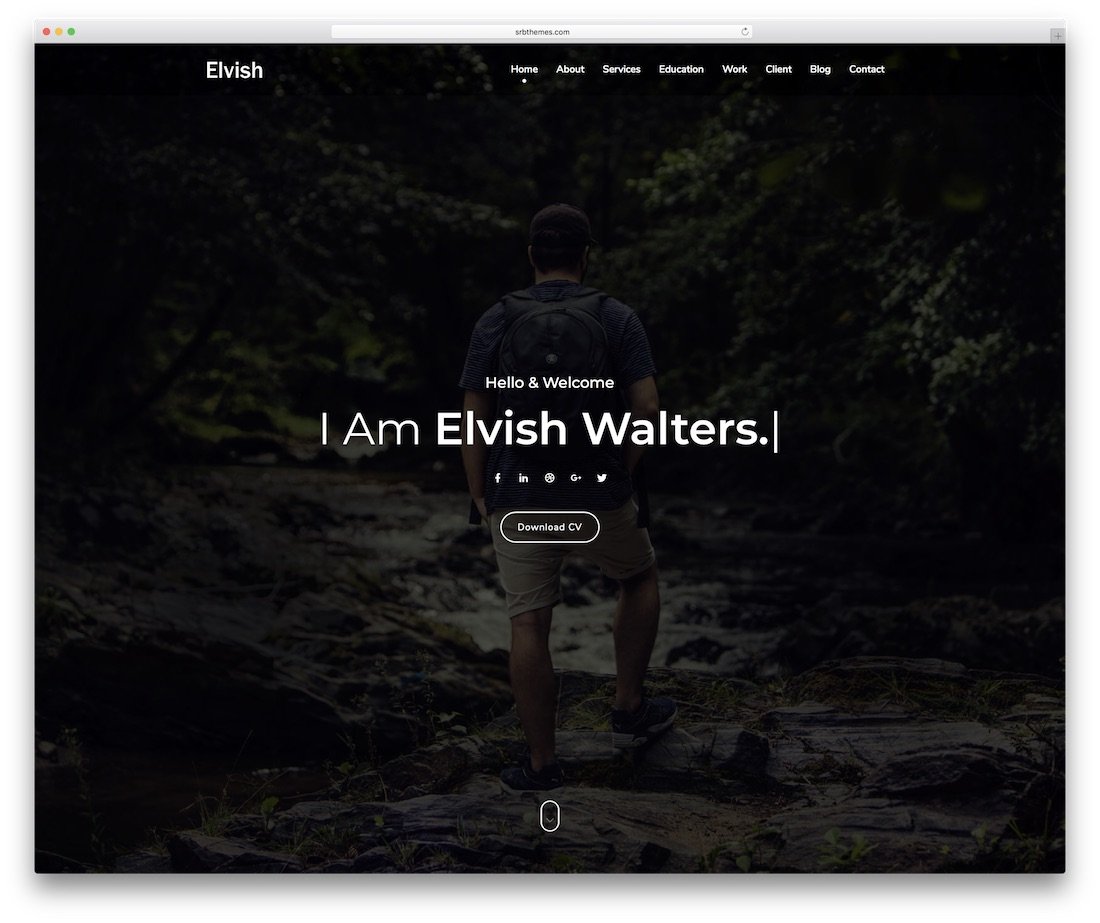 srbthemes.com
Elvish
Home About Services Education Work Client Blog Contact
Hello & Welcome
I Am Elvish Walters.|
Download CV